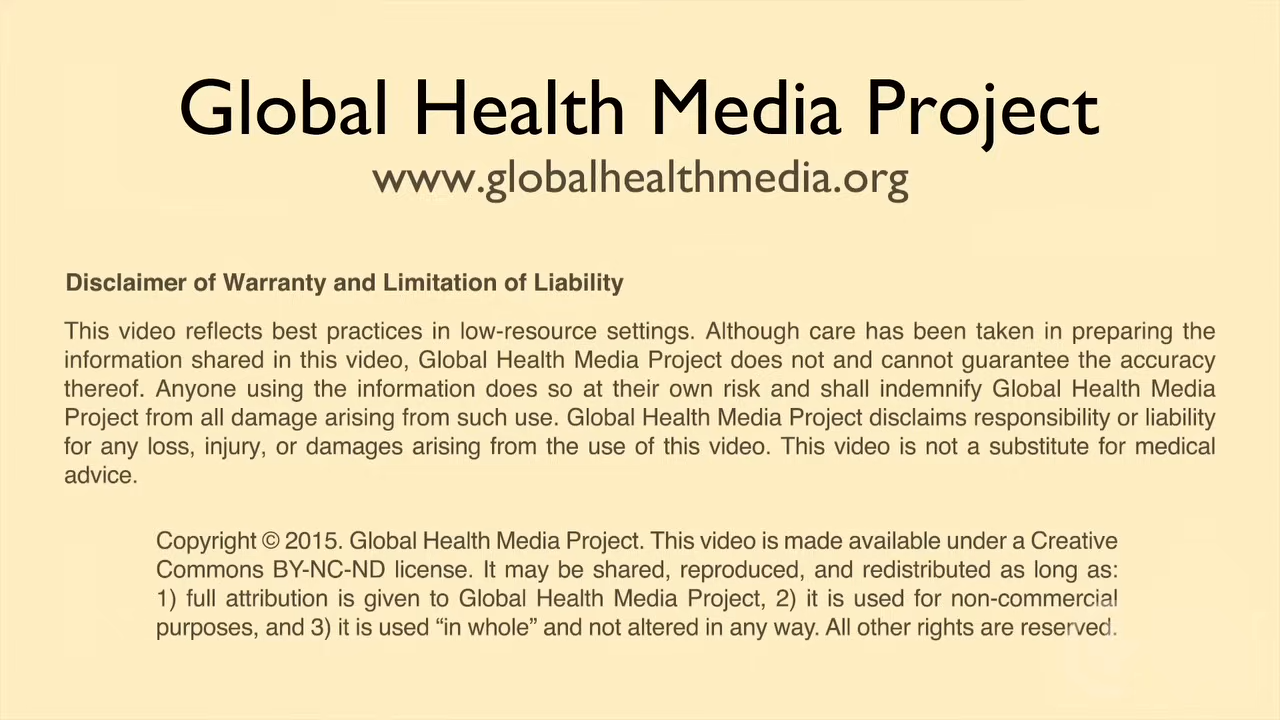 Global Health Media Project
www.globalhealthmedia.org
Disclaimer of Warranty and Limitation of Liability
This video reflects best practices in low-resource settings. Although care has been taken in preparing the
information shared in this video, Global Health Media Project does not and cannot guarantee the accuracy
thereof. Anyone using the information does so at their own risk and shall indemnify Global Health Media
Project from all damage arising from such use. Global Health Media Project disclaims responsibility or liability
for any loss, injury, or damages arising from the use of this video. This video is not a substitute for medical
advice.
Copyright © 2015. Global Health Media Project. This video is made available under a Creative
Commons BY-NC-ND license. It may be shared, reproduced, and redistributed as long as:
1) full attribution is given to Global Health Media Project, 2) it is used for non-commercial
purposes, and 3) it is used “in whole” and not altered in any way. All other rights are reserved.